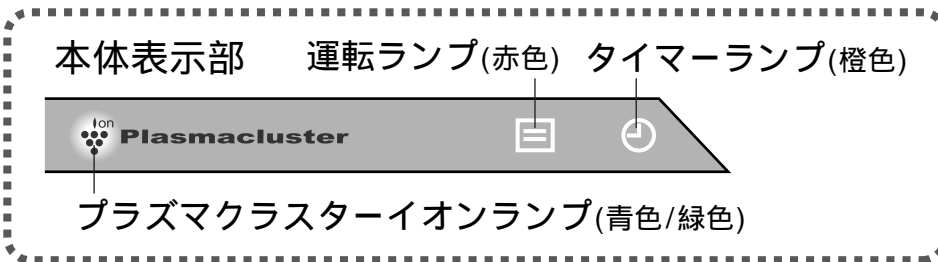 本体表示部 運転ランプ(赤色) タイマーランプ(橙色)
ion
Plasmacluster
プラズマクラスターイオンランプ(青色/緑色)